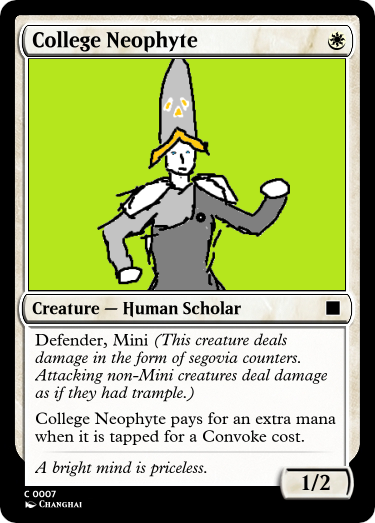 College Neophyte
Creature — Human Scholar
Defender, Mini (This creature deals
damage in the form of segovia counters.
Attacking non-Mini creatures deal damage
as if they had trample.)
College Neophyte pays for an extra mana
when it is tapped for a Convoke cost.
A bright mind is priceless.
1/2
C 0007
Changhai